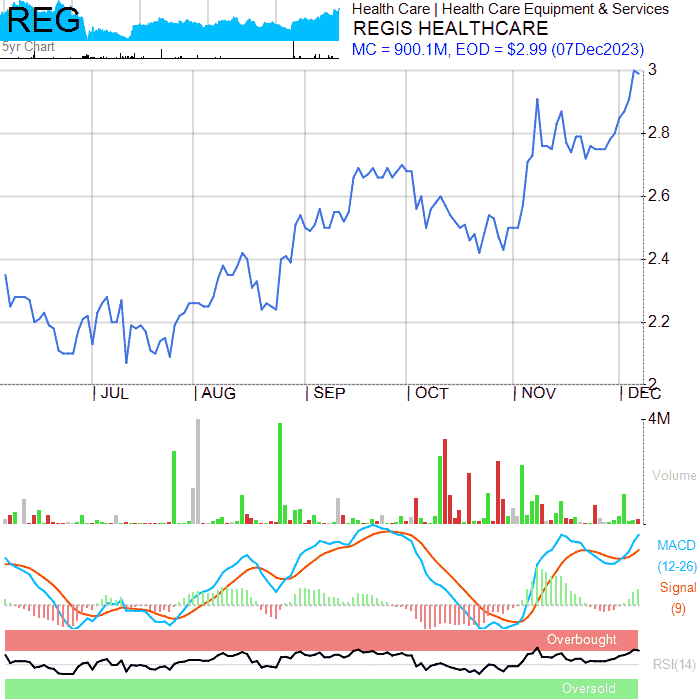 REG
5yr Chart
Health Care | Health Care Equipment & Services
REGIS HEALTHCARE
MC = 900.1M, EOD = $2.99 (07Dec2023)
3
2.8
2.6
2.4
2.2
2
JUL AUG SEP OCT NOV DEC
4M
Volume
MACD
(12-26)
Signal
(9)
Overbought
RSI(14)
Oversold